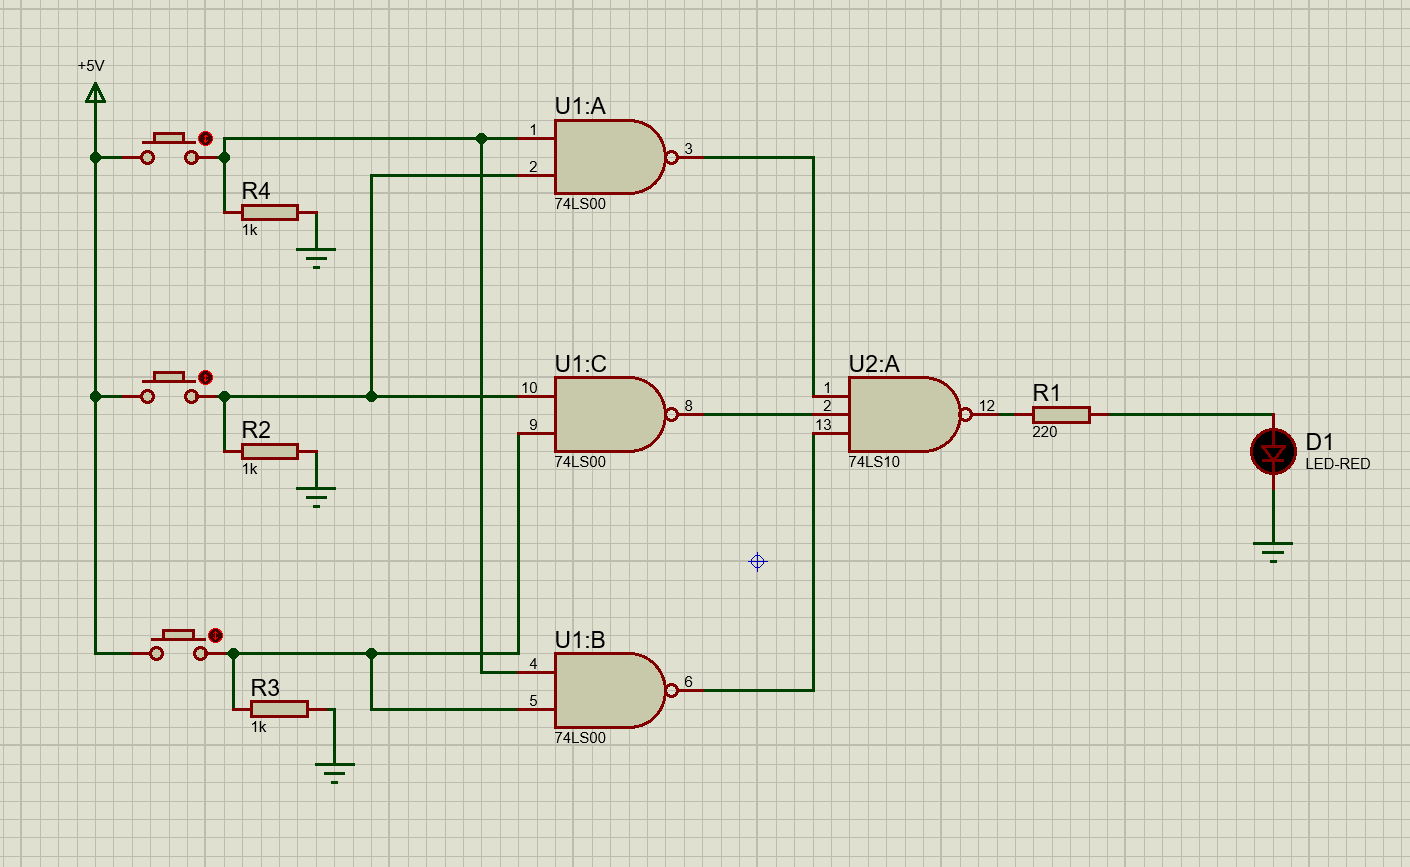 +5V
U1:A
1
2
3
74LS00
R4
1k
U1:C
10
9
8
74LS00
U2:A
1
2
13
12
74LS10
R1
220
D1
LED-RED
R2
1k
U1:B
4
5
6
74LS00
R3
1k